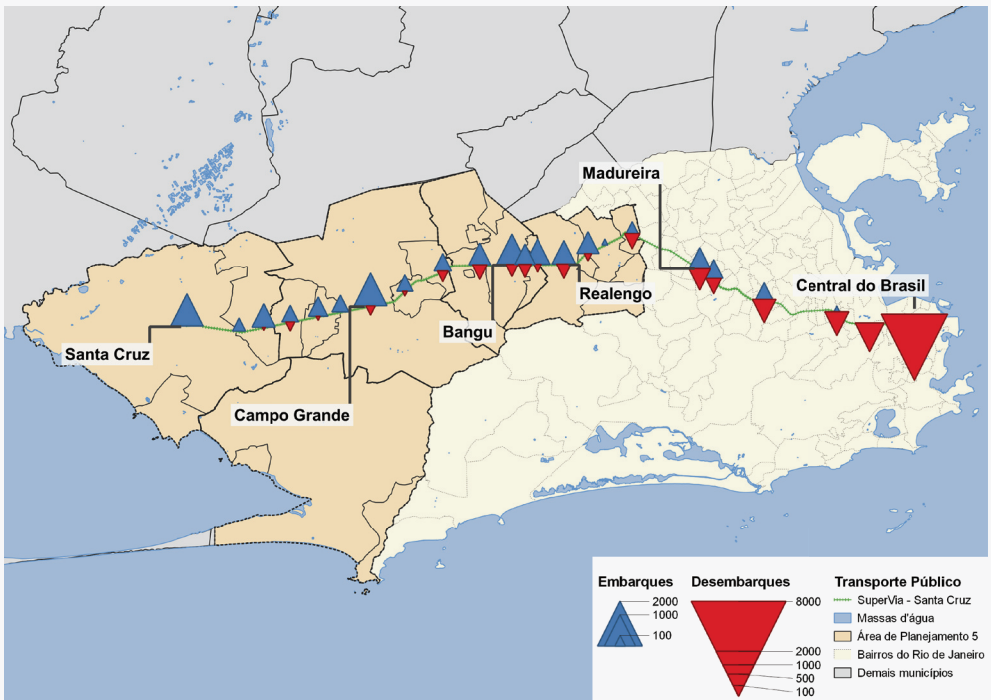 Madureira
Central do Brasil
Realengo
Bangu
Santa Cruz
Campo Grande
Embarques
2000
1000
100
Desembarques
8000
2000
1000
500
100
Transporte Público
SuperVia - Santa Cruz
Massas d'água
Área de Planejamento 5
Bairros do Rio de Janeiro
Demais municípios